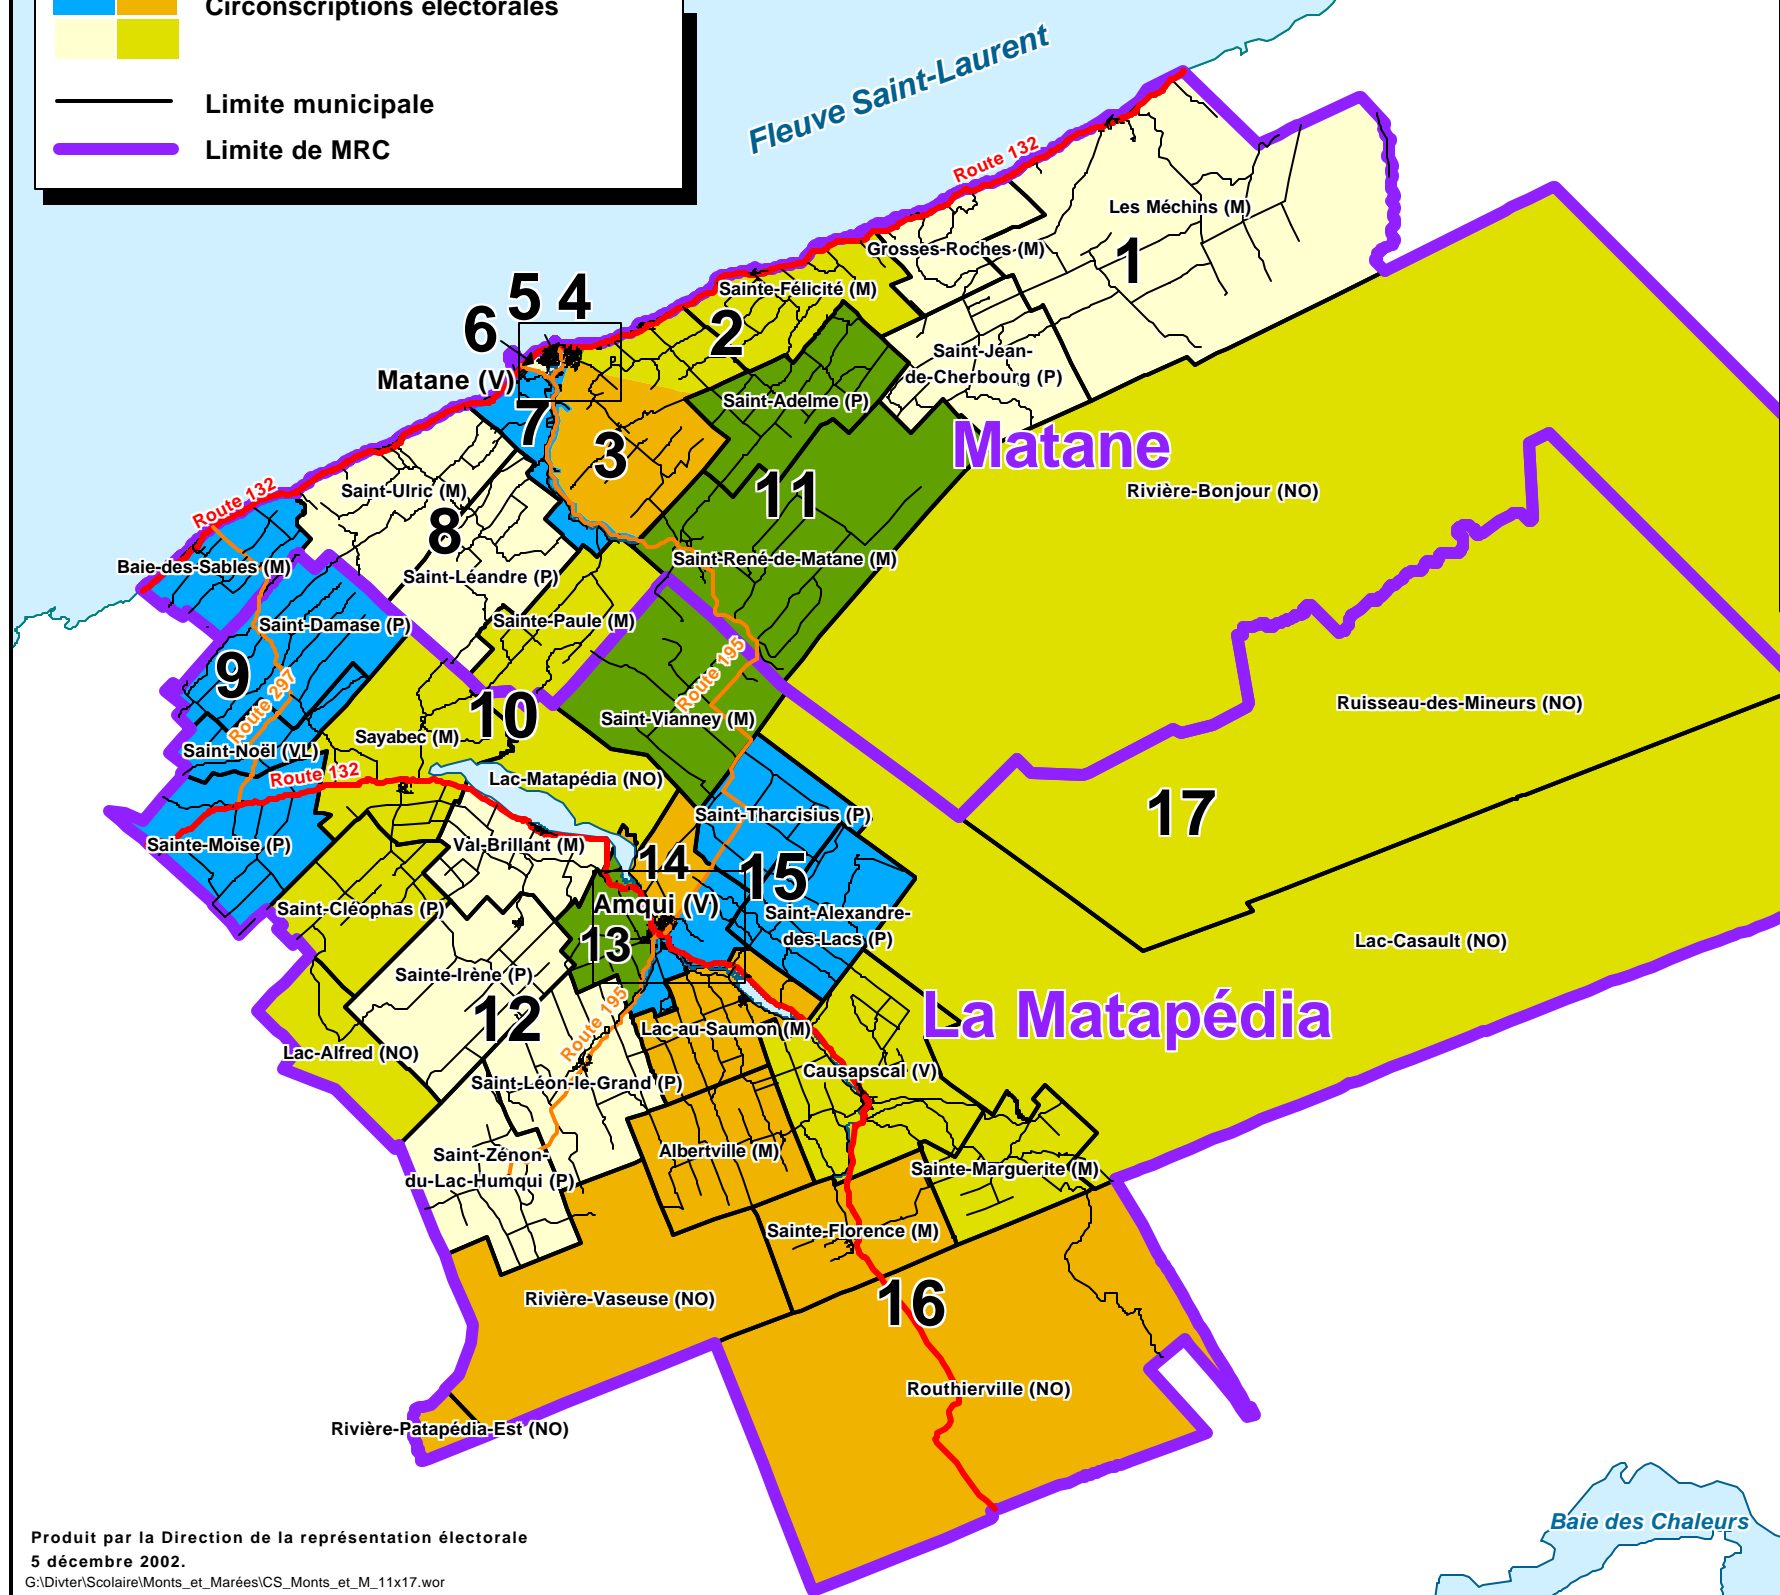 Circonscriptions électorales
Limite municipale
Limite de MRC
Fleuve Saint-Laurent
Route 132
Les Méchins (M)
1
Grosses-Roches (M)
Sainte-Félicité (M)
2
5 4
6
Saint-Jean-
de-Cherbourg (P)
Matane (V)
Saint-Adelme (P)
7
3
Matane
11
Rivière-Bonjour (NO)
Route 132
Saint-Ulric (M)
8
Saint-René-de-Matane (M)
Baie-des-Sables (M)
Saint-Léandre (P)
Saint-Damase (P)
Sainte-Paule (M)
9
Route 297
Route 195
10
Saint-Vianney (M)
Ruisseau-des-Mineurs (NO)
Sayabec (M)
Saint-Noël (VL)
Route 132
Lac-Matapédia (NO)
17
Saint-Tharcisius (P)
Sainte-Moïse (P)
Val-Brillant (M)
14
15
Saint-Cléophas (P)
Amqui (V)
Saint-Alexandre-
des-Lacs (P)
13
Lac-Casault (NO)
Sainte-Irène (P)
12
Route 195
La Matapédia
Lac-au-Saumon (M)
Lac-Alfred (NO)
Saint-Léon-le-Grand (P)
Causapscal (V)
Saint-Zénon-
du-Lac-Humqui (P)
Albertville (M)
Sainte-Marguerite (M)
Sainte-Florence (M)
Rivière-Vaseuse (NO)
16
Routhierville (NO)
Rivière-Patapédia-Est (NO)
Baie des Chaleurs
Produit par la Direction de la représentation électorale
5 décembre 2002.
G:\Divter\Scolaire\Monts_et_Marées\CS_Monts_et_M_11x17.wor